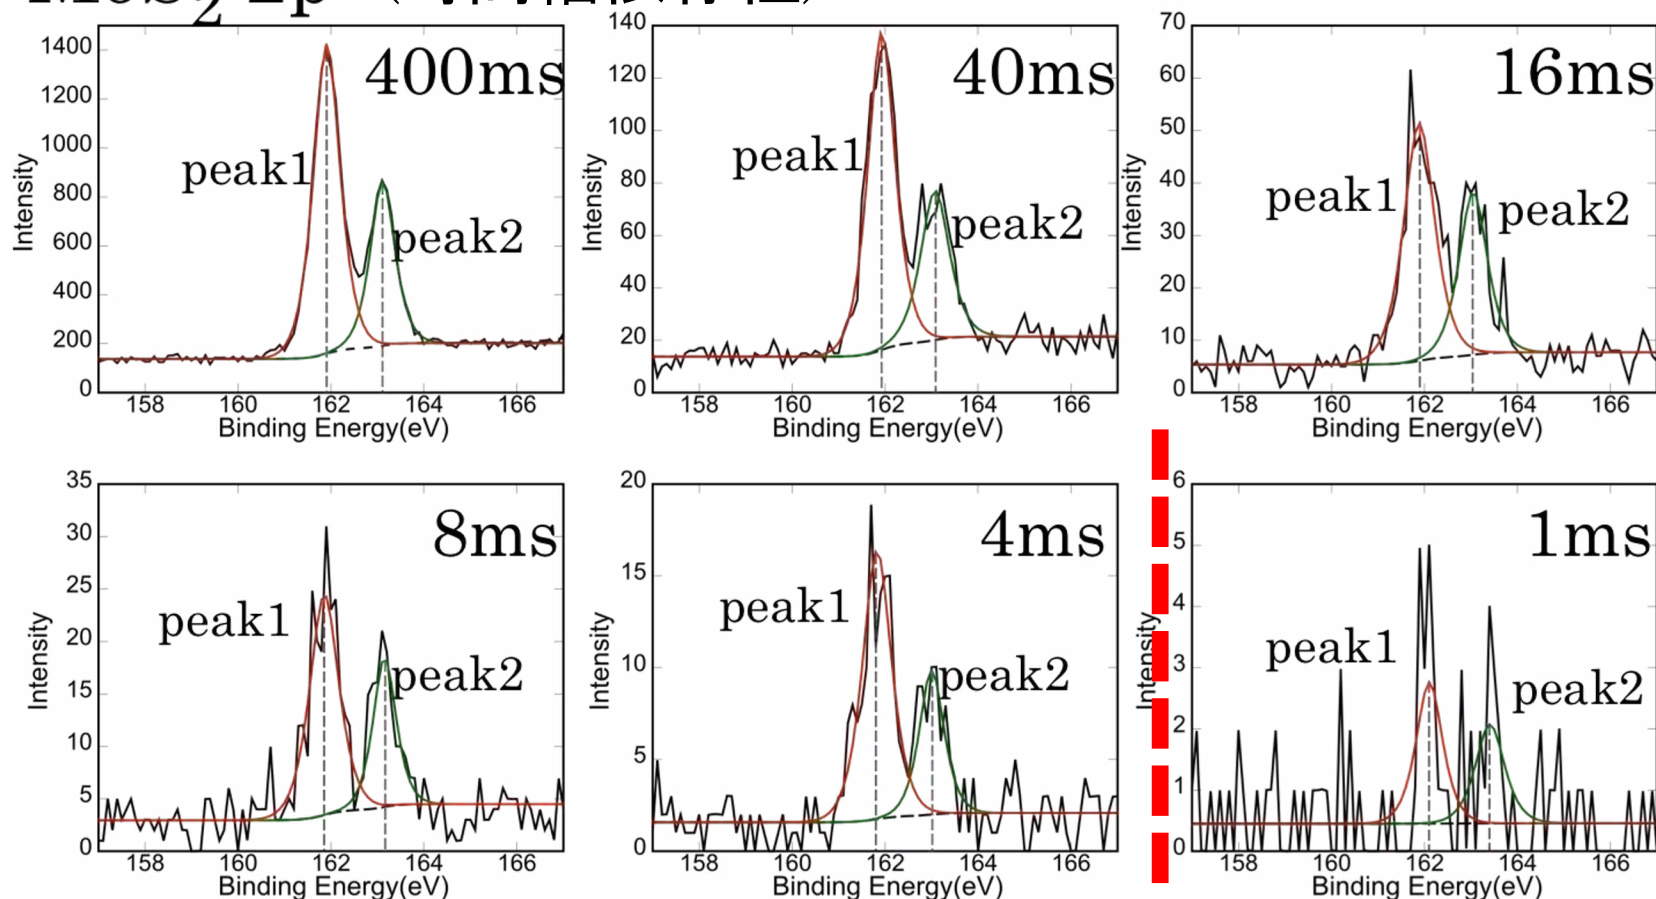 400ms
peak1
peak2
1400
1200
1000
800
600
400
200
0
Intensity
158 160 162 164 166
Binding Energy(eV)
40ms
peak1
peak2
140
120
100
80
60
40
20
0
Intensity
158 160 162 164 166
Binding Energy(eV)
16ms
peak1
peak2
70
60
50
40
30
20
10
0
Intensity
158 160 162 164 166
Binding Energy(eV)
8ms
peak1
peak2
35
30
25
20
15
10
5
0
Intensity
158 160 162 164 166
Binding Energy(eV)
4ms
peak1
peak2
20
15
10
5
0
Intensity
158 160 162 164 166
Binding Energy(eV)
1ms
peak1
peak2
6
5
4
3
2
1
0
Intensity
158 160 162 164 166
Binding Energy(eV)